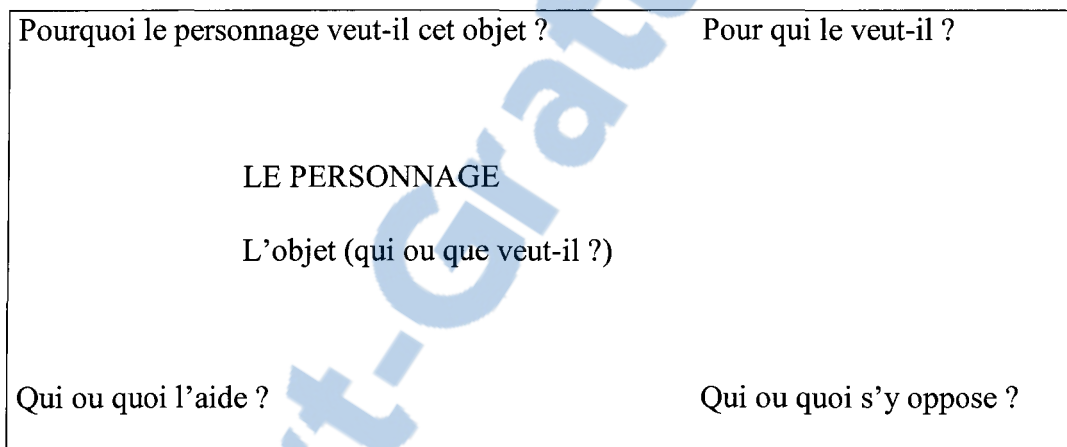 Pourquoi le personnage veut-il cet objet ? Pour qui le veut-il ?
LE PERSONNAGE
L’objet (qui ou que veut-il ?)
Qui ou quoi l’aide ? Qui ou quoi s’y oppose ?